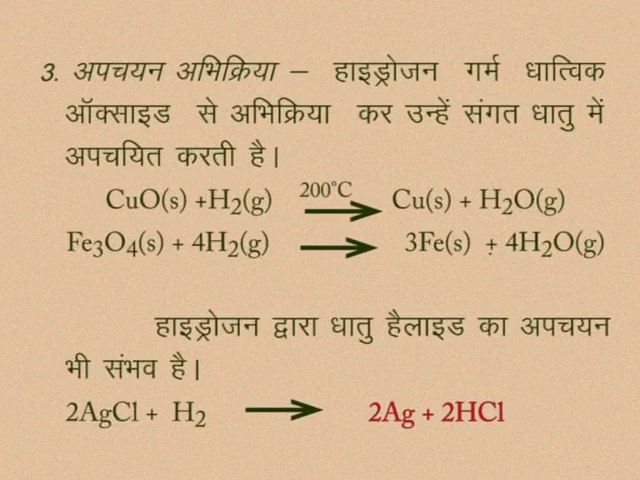 3. अपचयन अभिक्रिया – हाइड्रोजन गर्म धात्विक
ऑक्साइड से अभिक्रिया कर उन्हें संगत धातु में
अपचयित करती है।
CuO(s) +H₂(g) 200°C → Cu(s) + H₂O(g)
Fe₃O₄(s) + 4H₂(g) → 3Fe(s) + 4H₂O(g)
हाइड्रोजन द्वारा धातु हैलाइड का अपचयन
भी संभव है।
2AgCl + H₂ → 2Ag + 2HCl